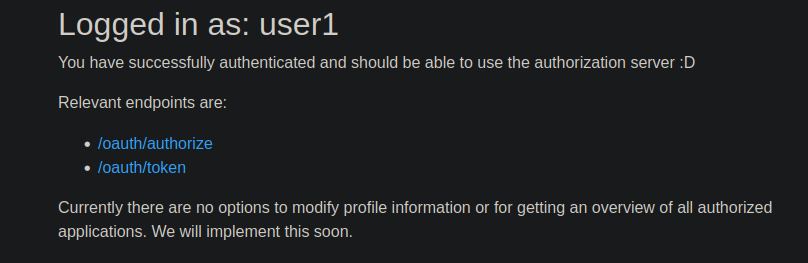 Logged in as: user1
You have successfully authenticated and should be able to use the authorization server :D
Relevant endpoints are:
/oauth/authorize
/oauth/token
Currently there are no options to modify profile information or for getting an overview of all authorized
applications. We will implement this soon.